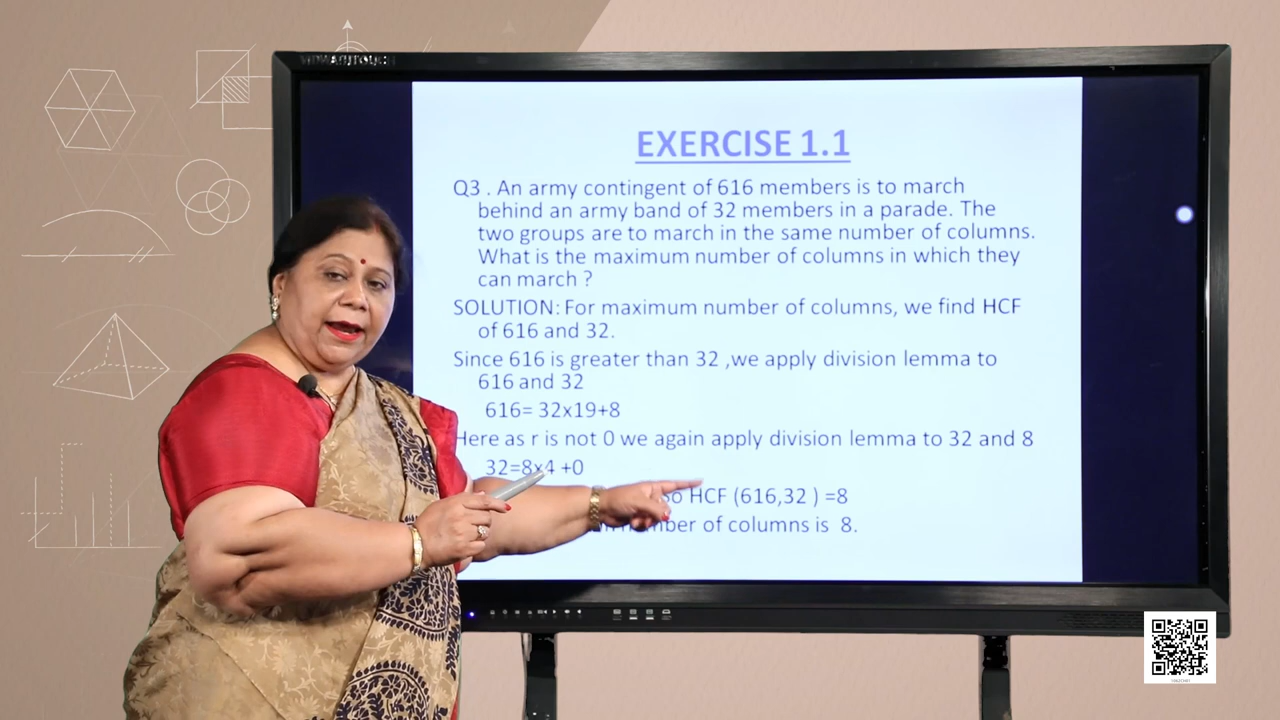 EXERCISE 1.1
Q3 . An army contingent of 616 members is to march
behind an army band of 32 members in a parade. The
two groups are to march in the same number of columns.
What is the maximum number of columns in which they
can march ?
SOLUTION: For maximum number of columns, we find HCF
of 616 and 32.
Since 616 is greater than 32 ,we apply division lemma to
616 and 32
616= 32x19+8
Here as r is not 0 we again apply division lemma to 32 and 8
32=8x4 +0
so HCF (616,32 ) =8
number of columns is 8.